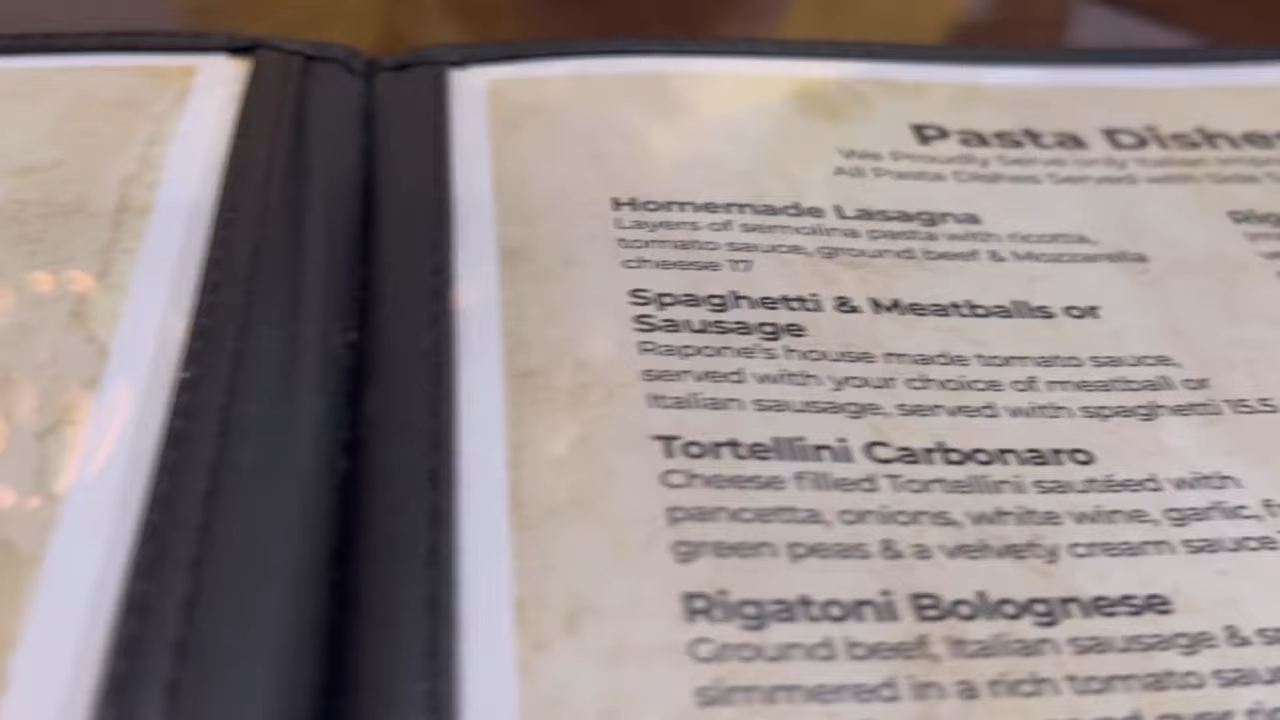 Pasta Dishe
We Proudly Serve only
All Pasta Dishes Served with Side
Homemade Lasagna
Layers of semolina pasta with ricotta,
tomato sauce, ground beef & Mozzarella
cheese 17
Spaghetti & Meatballs or
Sausage
Rapone's house made tomato sauce,
served with your choice of meatball or
Italian sausage, served with spaghetti 15.5
Tortellini Carbonaro
Cheese filled Tortellini sautéed with
pancetta, onions, white wine, garlic,
green peas & a velvety cream sauce
Rigatoni Bolognese
Ground beef, Italian sausage &
simmered in a rich tomato
Rig